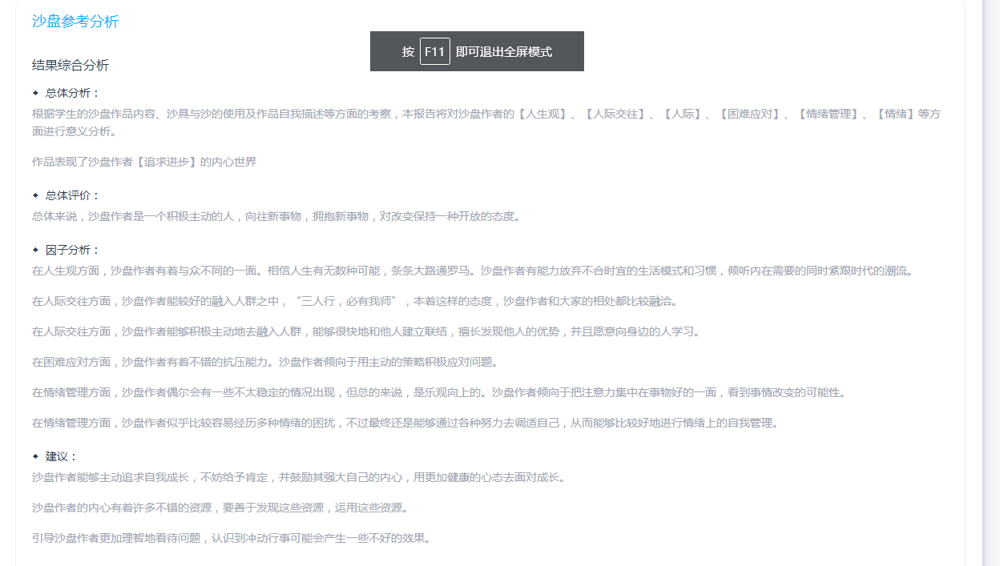 沙盘参考分析
按 F11 即可退出全屏模式
结果综合分析
总体分析：
根据学生的沙盘作品内容、沙具与沙的使用及作品自我描述等方面的考察，本报告将对沙盘作者的【人生观】、【人际交往】、【人际】、【困难应对】、【情绪管理】、【情绪】等方
面进行意义分析。
作品表现了沙盘作者【追求进步】的内心世界
总体评价：
总体来说，沙盘作者是一个积极主动的人，向往新事物，拥抱新事物，对改变保持一种开放的态度。
因子分析：
在人生观方面，沙盘作者有着与众不同的一面。相信人生有无数种可能，条条大路通罗马。沙盘作者有能力放弃不合时宜的生活模式和习惯，倾听内在需要的同时紧跟时代的潮流。
在人际交往方面，沙盘作者能较好的融入人群之中，“三人行，必有我师”，本着这样的态度，沙盘作者和大家的相处都比较融洽。
在人际交往方面，沙盘作者能够积极主动地去融入人群，能够很快地和他人建立联结，擅长发现他人的优势，并且愿意向身边的人学习。
在困难应对方面，沙盘作者有着不错的抗压能力。沙盘作者倾向于用主动的策略积极应对问题。
在情绪管理方面，沙盘作者偶尔会有一些不太稳定的情况出现，但总的来说，是乐观向上的。沙盘作者倾向于把注意力集中在事物好的一面，看到事情改变的可能性。
在情绪管理方面，沙盘作者似乎比较容易经历多种情绪的困扰，不过最终还是能够通过各种努力去调适自己，从而能够比较好地进行情绪上的自我管理。
建议：
沙盘作者能够主动追求自我成长，不妨给予肯定，并鼓励其强大自己的内心，用更加健康的心态去面对成长。
沙盘作者的内心有着许多不错的资源，要善于发现这些资源，运用这些资源。
引导沙盘作者更加理智地看待问题，认识到冲动行事可能会产生一些不好的效果。